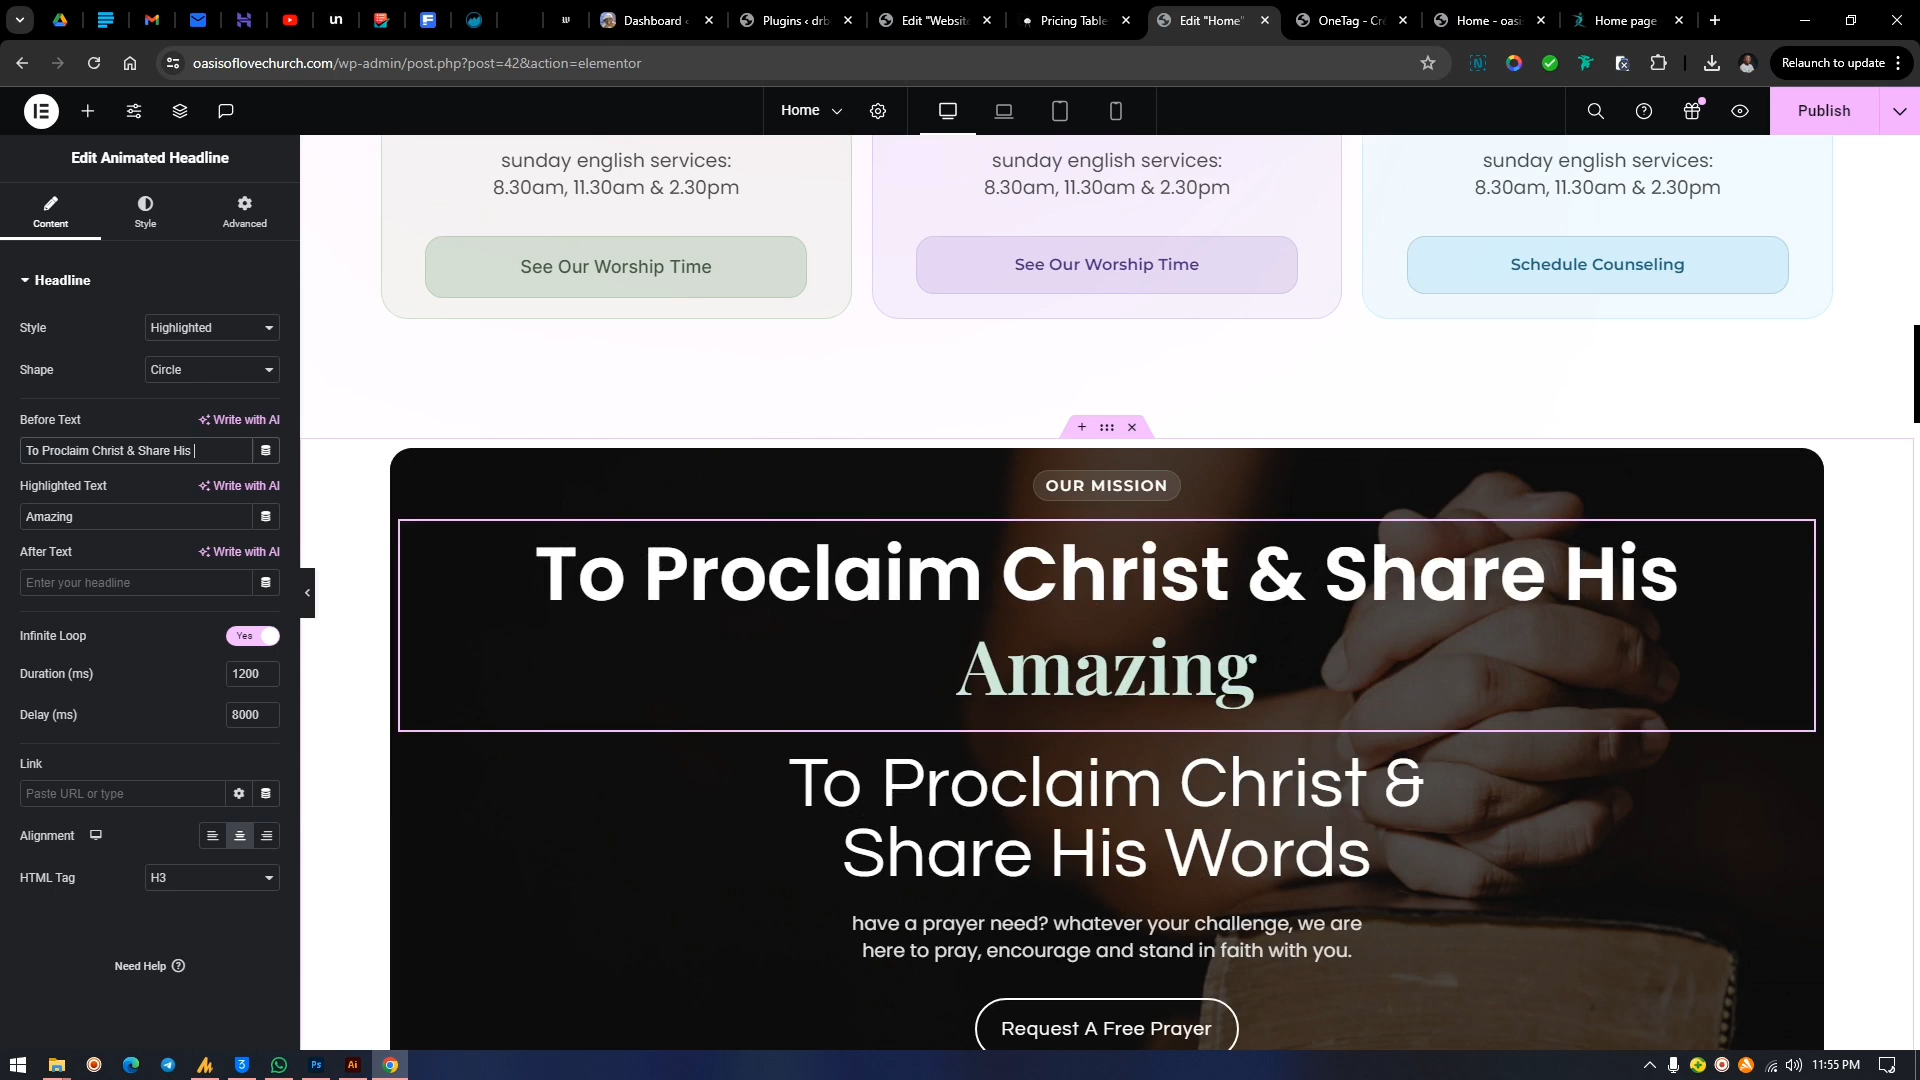 Dashboard
Plugins ‹ drb
Edit "Website
Pricing Table
Edit "Home"
OneTag - Cr
Home - oas
Home page
oasisoflovechurch.com/wp-admin/post.php?post=42&action=elementor
Relaunch to update
Home
Publish
Edit Animated Headline
Content
Style
Advanced
Headline
Style
Highlighted
Shape
Circle
Before Text
Write with AI
To Proclaim Christ & Share His
Highlighted Text
Write with AI
Amazing
After Text
Write with AI
Enter your headline
Infinite Loop
Yes
Duration (ms)
1200
Delay (ms)
8000
Link
Paste URL or type
Alignment
HTML Tag
H3
Need Help
sunday english services:
8.30am, 11.30am & 2.30pm
See Our Worship Time
sunday english services:
8.30am, 11.30am & 2.30pm
See Our Worship Time
sunday english services:
8.30am, 11.30am & 2.30pm
Schedule Counseling
OUR MISSION
To Proclaim Christ & Share His
Amazing
To Proclaim Christ &
Share His Words
have a prayer need? whatever your challenge, we are
here to pray, encourage and stand in faith with you.
Request A Free Prayer
11:55 PM